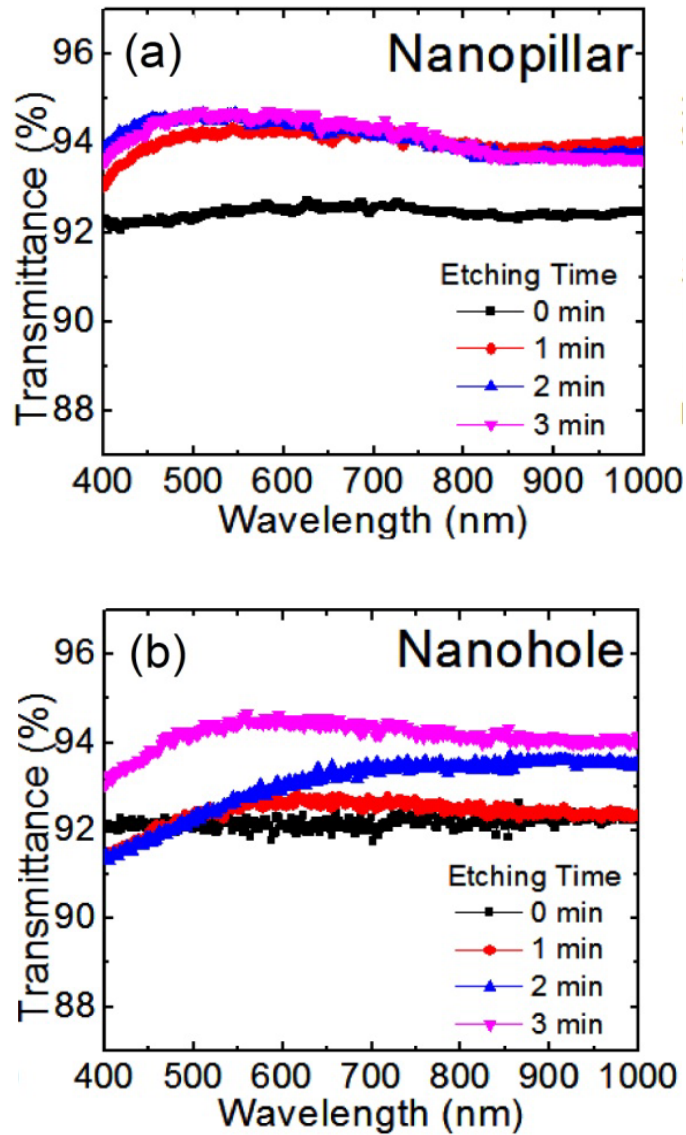 (a) Nanopillar
Transmittance (%)
96
94
92
90
88
Etching Time
0 min
1 min
2 min
3 min
400 500 600 700 800 900 1000
Wavelength (nm)
(b) Nanohole
Transmittance (%)
96
94
92
90
88
Etching Time
0 min
1 min
2 min
3 min
400 500 600 700 800 900 1000
Wavelength (nm)